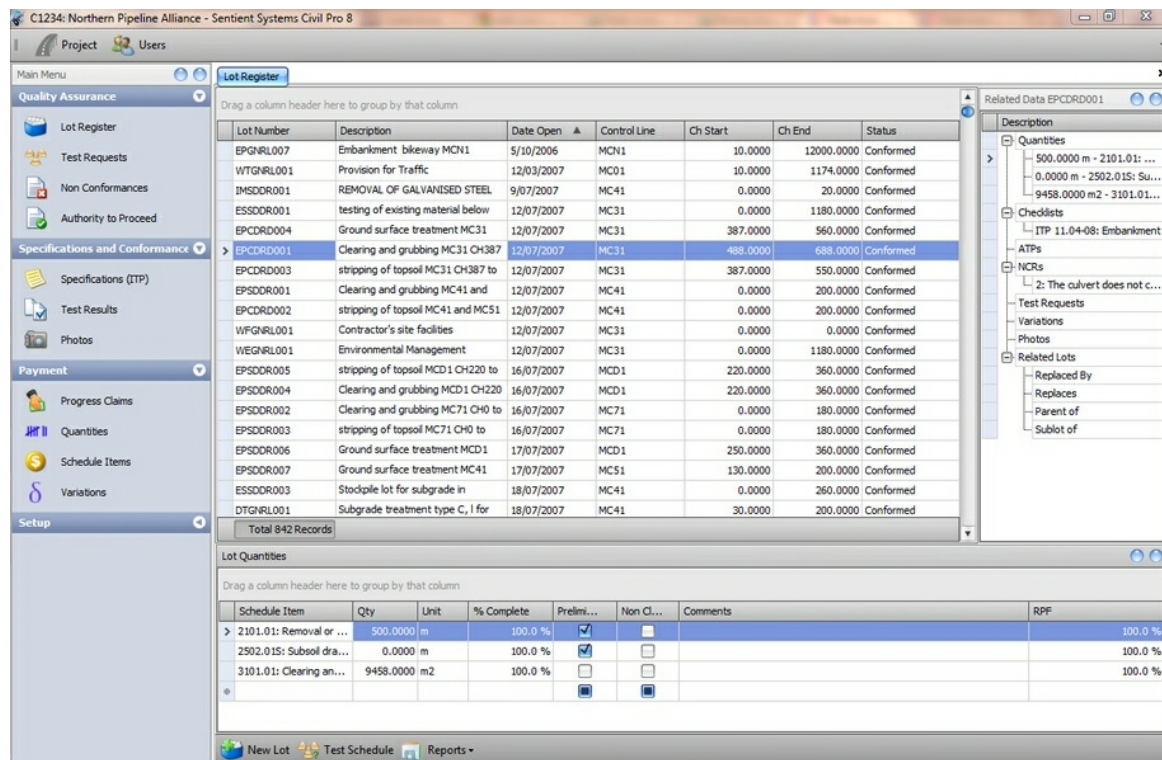 C1234: Northern Pipeline Alliance - Sentient Systems Civil Pro 8
Project Users
Main Menu
Quality Assurance
Lot Register
Test Requests
Non Conformances
Authority to Proceed
Specifications and Conformance
Specifications (ITP)
Test Results
Photos
Payment
Progress Claims
Quantities
Schedule Items
Variations
Setup
Lot Register
Drag a column header here to group by that column
Lot Number Description Date Open Control Line Ch Start Ch End Status
EPGNRL007 Embankment bikeway MCN1 5/10/2006 MCN1 10.0000 12000.0000 Conformed
WTGNRL001 Provision for Traffic 12/03/2007 MC01 10.0000 1174.0000 Conformed
IMSDDR001 REMOVAL OF GALVANISED STEEL 9/07/2007 MC41 0.0000 20.0000 Conformed
ESSDDR001 testing of existing material below 12/07/2007 MC31 0.0000 1180.0000 Conformed
EPCDRD004 Ground surface treatment MC31 12/07/2007 MC31 387.0000 560.0000 Conformed
EPCDRD001 Clearing and grubbing MC31 CH387 12/07/2007 MC31 488.0000 688.0000 Conformed
EPCDRD003 stripping of topsoil MC31 CH387 to 12/07/2007 MC31 387.0000 550.0000 Conformed
EPSDDR001 Clearing and grubbing MC41 and 12/07/2007 MC41 0.0000 200.0000 Conformed
EPCDRD002 stripping of topsoil MC41 and MC51 12/07/2007 MC41 0.0000 200.0000 Conformed
WFGNRL001 Contractor's site facilities 12/07/2007 MC31 0.0000 0.0000 Conformed
WEGNRL001 Environmental Management 12/07/2007 MC31 0.0000 1180.0000 Conformed
EPSDDR005 stripping of topsoil MCD1 CH220 to 16/07/2007 MCD1 220.0000 360.0000 Conformed
EPSDDR004 Clearing and grubbing MCD1 CH220 16/07/2007 MCD1 220.0000 360.0000 Conformed
EPSDDR002 Clearing and grubbing MC71 CH0 to 16/07/2007 MC71 0.0000 180.0000 Conformed
EPSDDR003 stripping of topsoil MC71 CH0 to 16/07/2007 MC71 0.0000 180.0000 Conformed
EPSDDR006 Ground surface treatment MCD1 17/07/2007 MCD1 250.0000 360.0000 Conformed
EPSDDR007 Ground surface treatment MC41 17/07/2007 MC51 130.0000 200.0000 Conformed
ESSDDR003 Stockpile lot for subgrade in 18/07/2007 MC41 0.0000 260.0000 Conformed
DTGNRL001 Subgrade treatment type C, I for 18/07/2007 MC41 30.0000 200.0000 Conformed
Total 842 Records
Related Data EPCDRD001
Description
Quantities
500.0000 m - 2101.01: ...
0.0000 m - 2502.01S: Su...
9458.0000 m2 - 3101.01...
Checklists
ITP 11.04-08: Embankment
ATPs
NCRs
2: The culvert does not c...
Test Requests
Variations
Photos
Related Lots
Replaced By
Replaces
Parent of
Sublot of
Lot Quantities
Drag a column header here to group by that column
Schedule Item Qty Unit % Complete Prelimi... Non Cl... Comments RPF
2101.01: Removal or ... 500.0000 m 100.0 % 100.0 %
2502.01S: Subsoil dra... 0.0000 m 100.0 % 100.0 %
3101.01: Clearing an... 9458.0000 m2 100.0 % 100.0 %
New Lot Test Schedule Reports